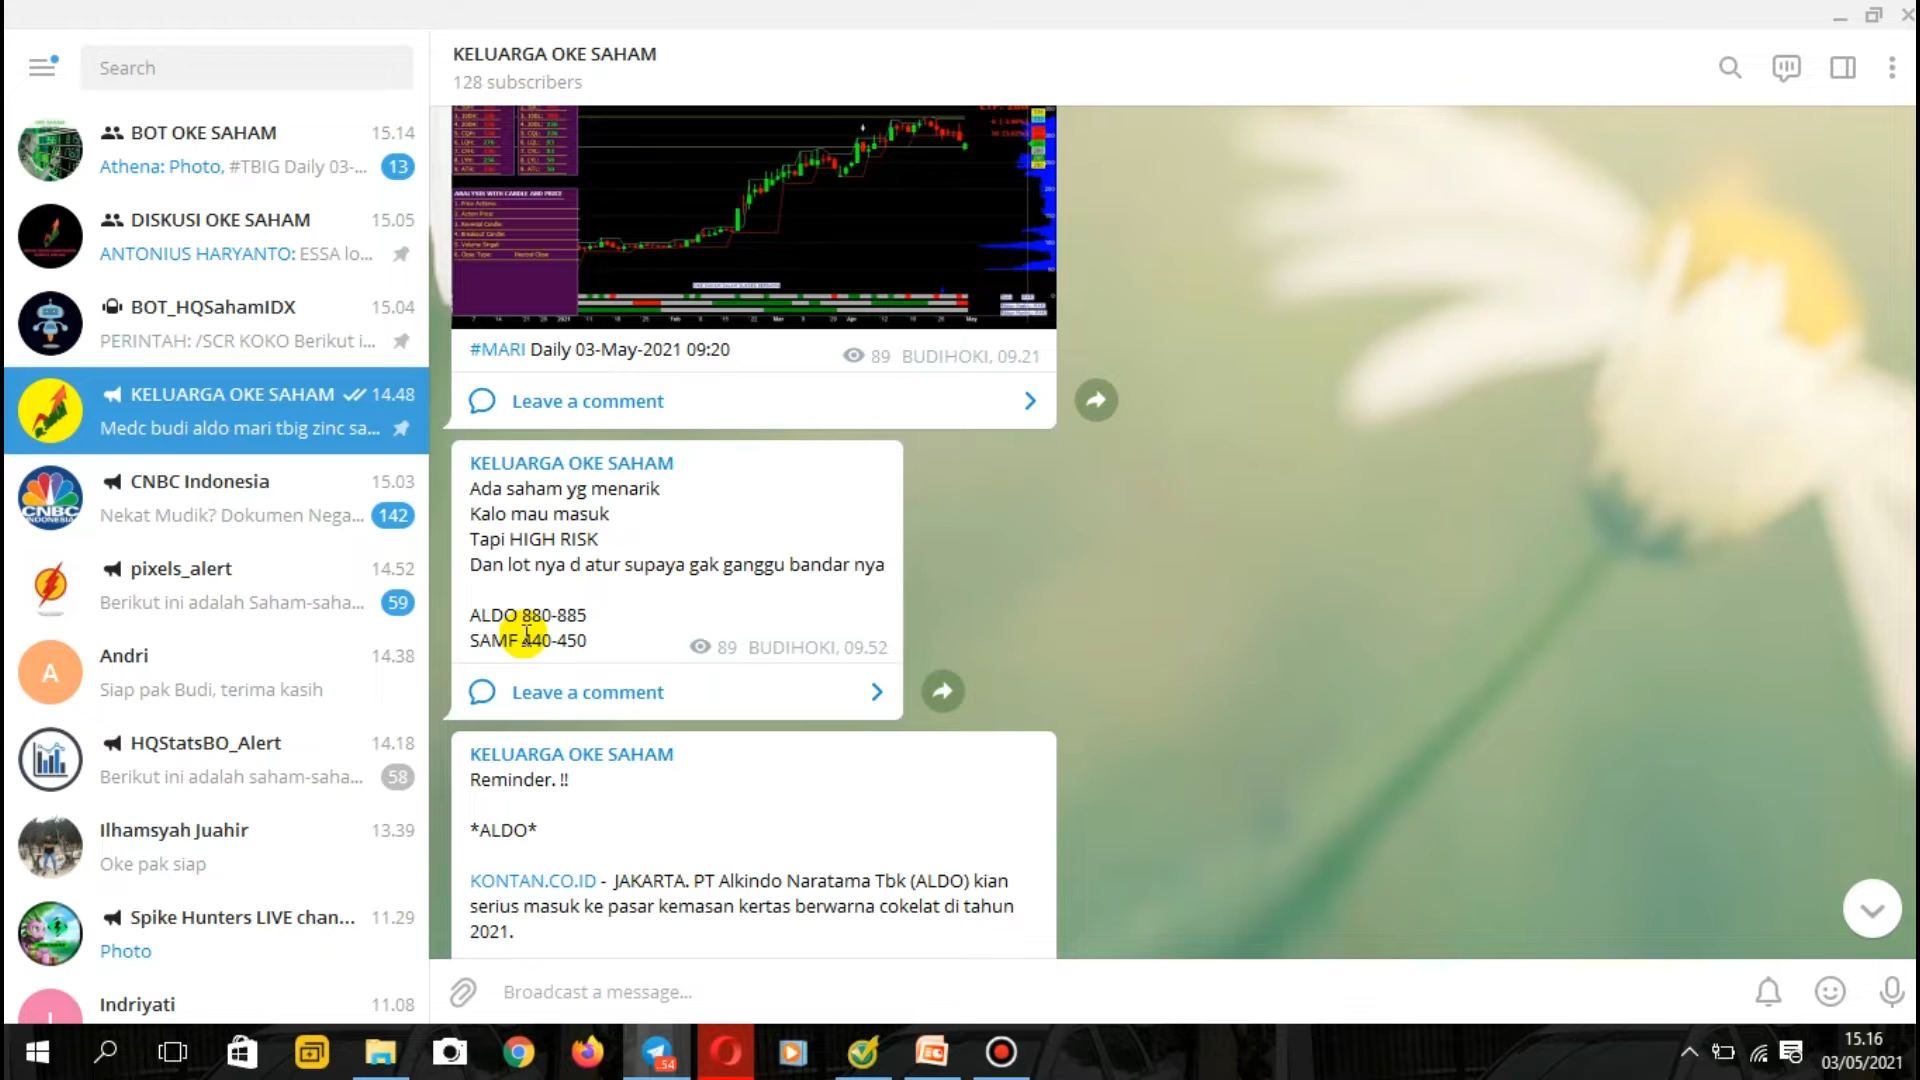 Search
BOT OKE SAHAM 15.14
Athena: Photo, #TBIG Daily 03-... 13
DISKUSI OKE SAHAM 15.05
ANTONIUS HARYANTO: ESSA lo...
BOT_HQSahamIDX 15.04
PERINTAH: /SCR KOKO Berikut i...
KELUARGA OKE SAHAM 14.48
Medc budi aldo mari tbig zinc sa...
CNBC Indonesia 15.03
Nekat Mudik? Dokumen Nega... 142
pixels_alert 14.52
Berikut ini adalah Saham-saha... 59
A
Andri 14.38
Siap pak Budi, terima kasih
HQStatsBO_Alert 14.18
Berikut ini adalah saham-saha... 58
Ilhamsyah Juahir 13.39
Oke pak siap
Spike Hunters LIVE chan... 11.29
Photo
Indriyati 11.08
KELUARGA OKE SAHAM
128 subscribers
ANALYSIS WITH CANDLE AND PRICE
#MARI Daily 03-May-2021 09:20
89 BUDIHOKI, 09.21
Leave a comment
KELUARGA OKE SAHAM
Ada saham yg menarik
Kalo mau masuk
Tapi HIGH RISK
Dan lot nya d atur supaya gak ganggu bandar nya
ALDO 880-885
SAMF 440-450
89 BUDIHOKI, 09.52
Leave a comment
KELUARGA OKE SAHAM
Reminder. !!
*ALDO*
KONTAN.CO.ID - JAKARTA. PT Alkindo Naratama Tbk (ALDO) kian
serius masuk ke pasar kemasan kertas berwarna cokelat di tahun
2021.
Broadcast a message...
..54
15.16
03/05/2021